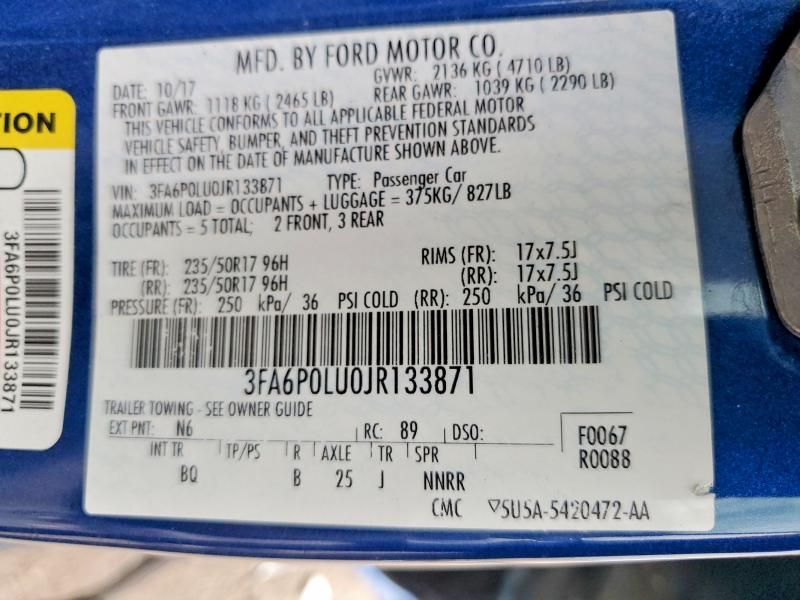 MFD. BY FORD MOTOR CO.
DATE: 10/17 GVWR: 2136 KG ( 4710 LB)
FRONT GAWR: 1118 KG ( 2465 LB) REAR GAWR: 1039 KG ( 2290 LB)
THIS VEHICLE CONFORMS TO ALL APPLICABLE FEDERAL MOTOR
VEHICLE SAFETY, BUMPER, AND THEFT PREVENTION STANDARDS
IN EFFECT ON THE DATE OF MANUFACTURE SHOWN ABOVE.
VIN: 3FA6P0LU0JR133871 TYPE: Passenger Car
MAXIMUM LOAD = OCCUPANTS + LUGGAGE = 375KG/ 827LB
OCCUPANTS = 5 TOTAL; 2 FRONT, 3 REAR
TIRE (FR): 235/50R17 96H RIMS (FR): 17x7.5J
(RR): 235/50R17 96H (RR): 17x7.5J
PRESSURE (FR): 250 kPa/ 36 PSI COLD (RR): 250 kPa/ 36 PSI COLD
3FA6P0LU0JR133871
TRAILER TOWING - SEE OWNER GUIDE
EXT PNT: N6 RC: 89 DSO: F0067
INT TR TP/PS R AXLE TR SPR R0088
BQ B 25 J NNRR
CMC ▽5U5A-5420472-AA
3FA6P0LU0JR133871